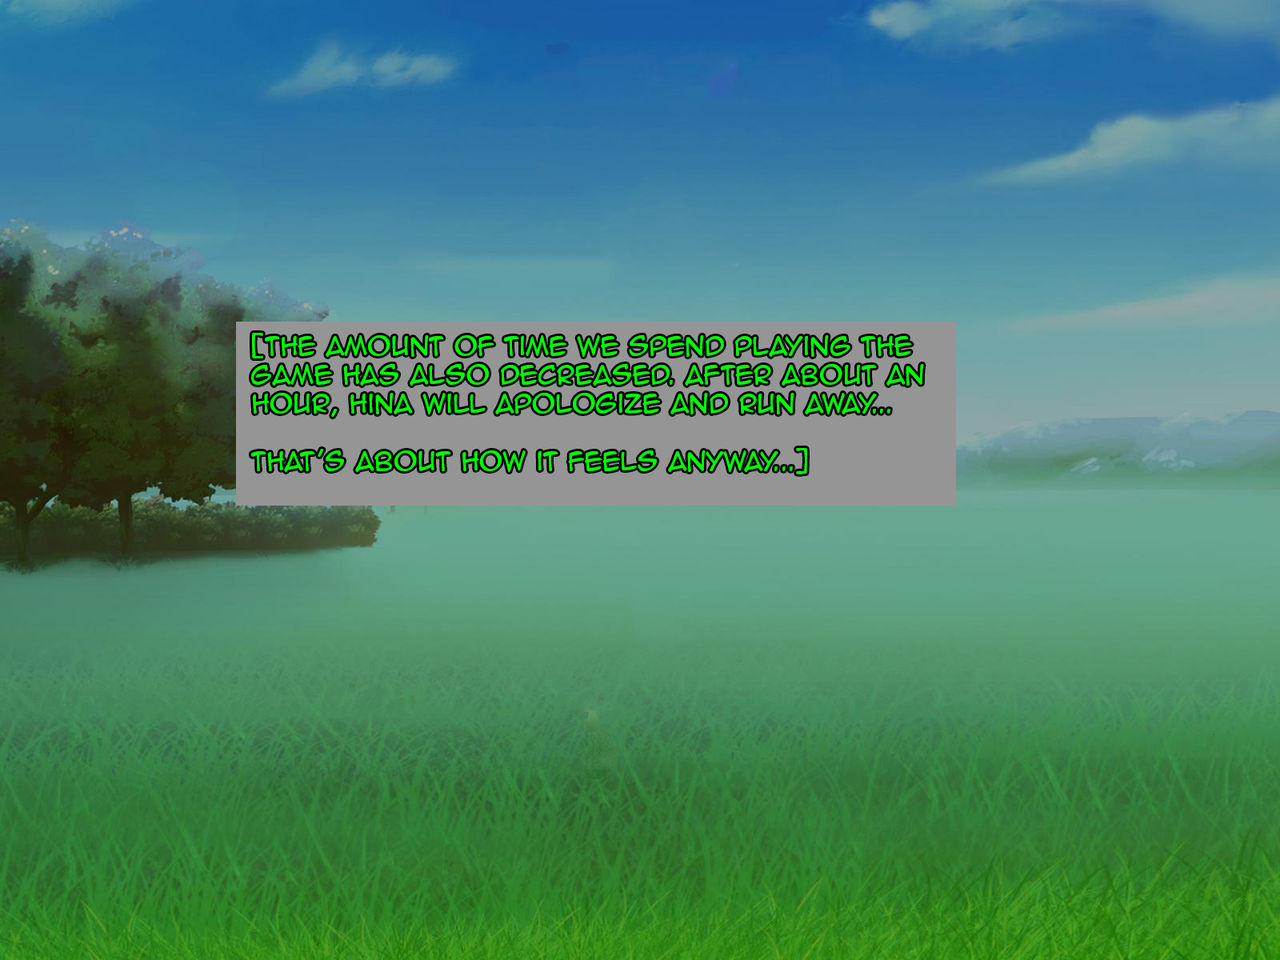 [THE AMOUNT OF TIME WE SPEND PLAYING THE
GAME HAS ALSO DECREASED. AFTER ABOUT AN
HOUR, HINA WILL APOLOGIZE AND RUN AWAY...
THAT'S ABOUT HOW IT FEELS ANYWAY...]